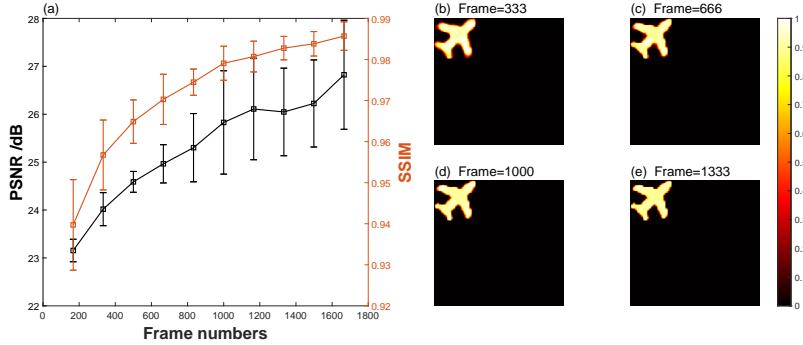 (a)
28
27
26
25
24
23
22
PSNR /dB
0.99
0.98
0.97
0.96
0.95
0.94
0.93
0.92
SSIM
0 200 400 600 800 1000 1200 1400 1600 1800
Frame numbers
(b) Frame=333
(c) Frame=666
(d) Frame=1000
(e) Frame=1333
1
0